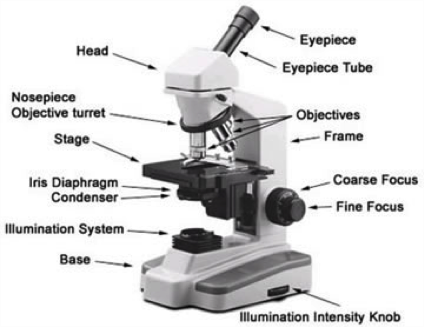 Eyepiece
Head
Eyepiece Tube
Nosepiece
Objective turret
Objectives
Stage
Frame
Iris Diaphragm
Condenser
Coarse Focus
Fine Focus
Illumination System
Base
Illumination Intensity Knob